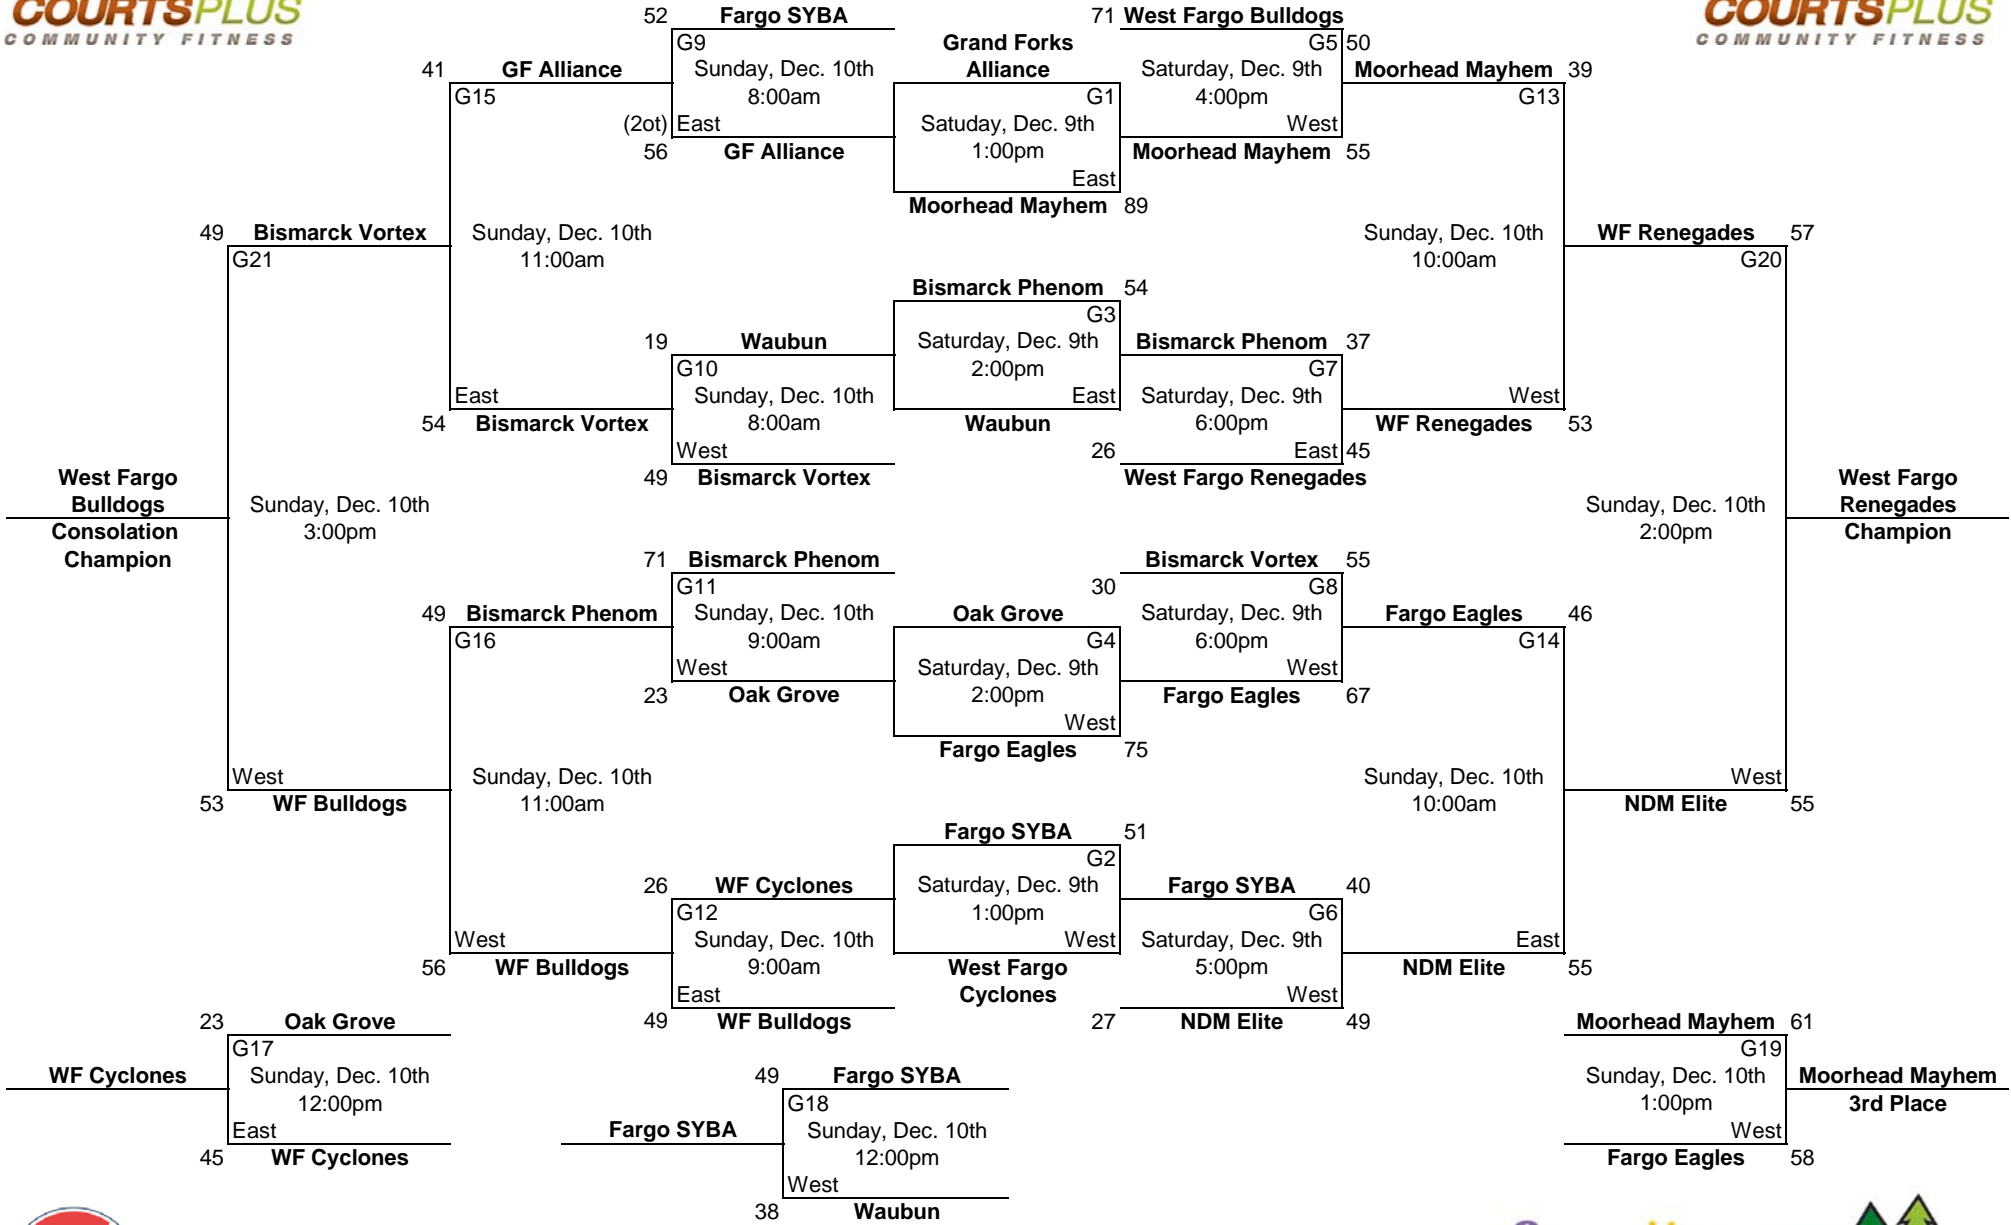 COURTSPLUS
COMMUNITY FITNESS
COURTSPLUS
COMMUNITY FITNESS
52 Fargo SYBA
G9
Sunday, Dec. 10th
8:00am
(2ot) East
56 GF Alliance
Grand Forks
Alliance
71
G1
Satuday, Dec. 9th
1:00pm
East
Moorhead Mayhem 89
West Fargo Bulldogs
G5 50
Saturday, Dec. 9th
4:00pm
West
Moorhead Mayhem 55
41 GF Alliance
G15
Sunday, Dec. 10th
11:00am
East
54 Bismarck Vortex
Moorhead Mayhem 39
G13
Sunday, Dec. 10th
10:00am
West
WF Renegades 53
49 Bismarck Vortex
G21
Sunday, Dec. 10th
3:00pm
West
53 WF Bulldogs
WF Renegades 57
G20
Sunday, Dec. 10th
2:00pm
West
NDM Elite 55
19 Waubun
G10
Sunday, Dec. 10th
8:00am
West
49 Bismarck Vortex
Bismarck Phenom 54
G3
Saturday, Dec. 9th
2:00pm
East
Waubun
26
Bismarck Phenom 37
G7
Saturday, Dec. 9th
6:00pm
East 45
West Fargo Renegades
West Fargo
Bulldogs
Consolation
Champion
West Fargo
Renegades
Champion
71 Bismarck Phenom
G11
Sunday, Dec. 10th
9:00am
West
23 Oak Grove
30
Oak Grove
G4
Saturday, Dec. 9th
2:00pm
West
Fargo Eagles 75
Bismarck Vortex 55
G8
Saturday, Dec. 9th
6:00pm
West
Fargo Eagles 67
49 Bismarck Phenom
G16
Sunday, Dec. 10th
11:00am
West
56 WF Bulldogs
Fargo Eagles 46
G14
Sunday, Dec. 10th
10:00am
East
NDM Elite 55
26 WF Cyclones
G12
Sunday, Dec. 10th
9:00am
East
49 WF Bulldogs
Fargo SYBA 51
G2
Saturday, Dec. 9th
1:00pm
West
West Fargo
Cyclones
27
Fargo SYBA 40
G6
Saturday, Dec. 9th
5:00pm
West
NDM Elite 49
23 Oak Grove
G17
WF Cyclones
Sunday, Dec. 10th
12:00pm
East
45 WF Cyclones
49 Fargo SYBA
G18
Fargo SYBA
Sunday, Dec. 10th
12:00pm
West
38 Waubun
Moorhead Mayhem 61
G19
Sunday, Dec. 10th
1:00pm
West
Fargo Eagles 58
Moorhead Mayhem
3rd Place